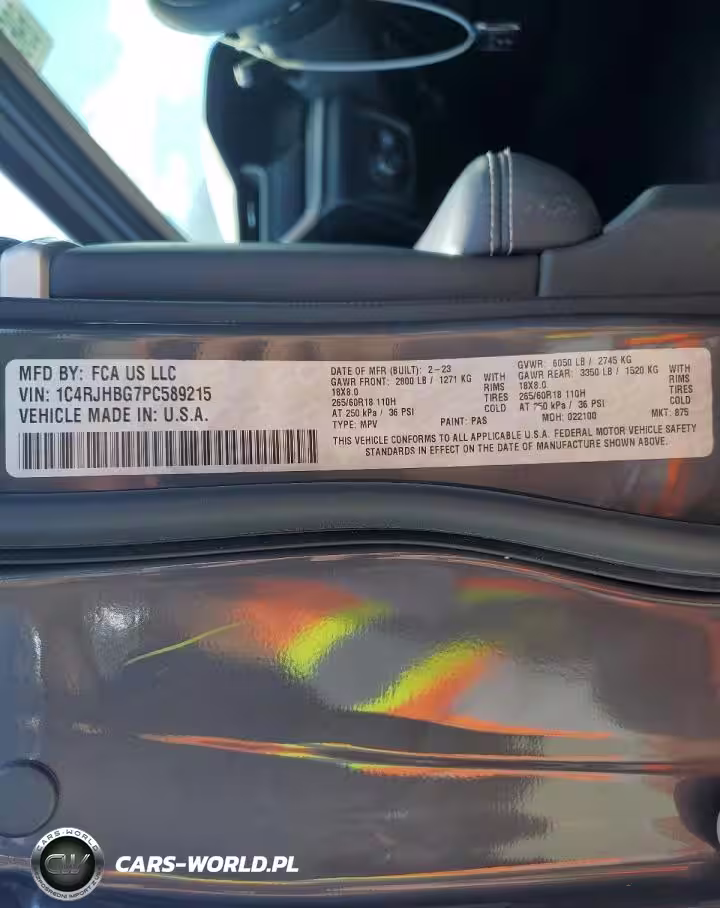 MFD BY: FCA US LLC
VIN: 1C4RJHBG7PC589215
VEHICLE MADE IN: U.S.A.
DATE OF MFR (BUILT): 2-23
GAWR FRONT: 2800 LB / 1271 KG WITH
18X8.0 RIMS
265/60R18 110H TIRES
AT 250 kPa / 36 PSI COLD
TYPE: MPV PAINT: PAS
GVWR: 6050 LB / 2745 KG
GAWR REAR: 3350 LB / 1520 KG WITH
18X8.0 RIMS
265/60R18 110H TIRES
AT 250 kPa / 36 PSI COLD
MDH: 022100 MKT: 875
THIS VEHICLE CONFORMS TO ALL APPLICABLE U.S.A. FEDERAL MOTOR VEHICLE SAFETY
STANDARDS IN EFFECT ON THE DATE OF MANUFACTURE SHOWN ABOVE.
CARS-WORLD
CW
CARS-WORLD.PL